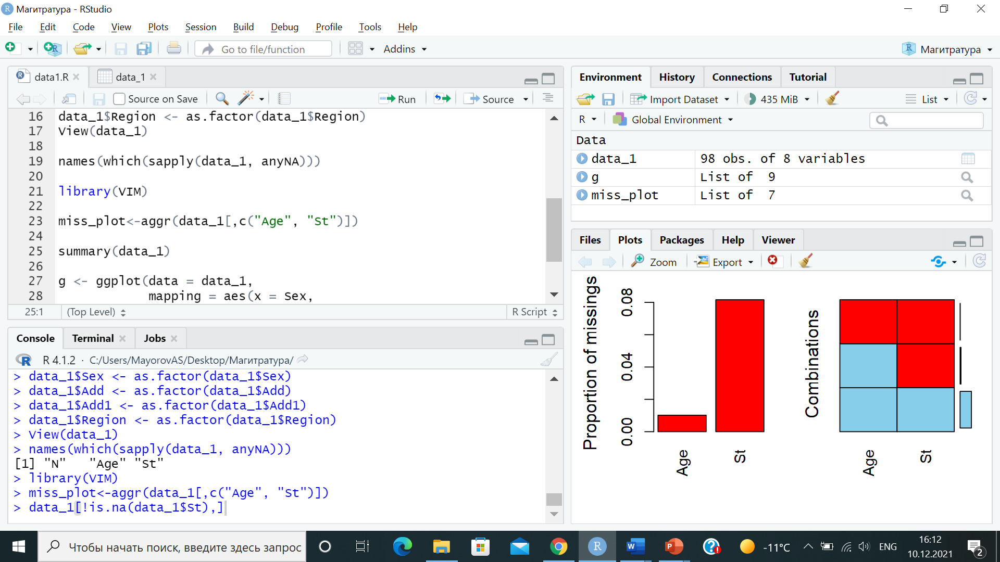 Магитратура - RStudio
File Edit Code View Plots Session Build Debug Profile Tools Help
Go to file/function Addins Магитратура
data1.R data_1
Source on Save Run Source
16 data_1$Region <- as.factor(data_1$Region)
17 View(data_1)
18
19 names(which(sapply(data_1, anyNA)))
20
21 library(VIM)
22
23 miss_plot<-aggr(data_1[,c("Age", "St")])
24
25 summary(data_1)
26
27 g <- ggplot(data = data_1,
28 mapping = aes(x = Sex,
25:1 (Top Level) R Script
Console Terminal Jobs
R 4.1.2 · C:/Users/MayorovAS/Desktop/Магитратура/
> data_1$Sex <- as.factor(data_1$Sex)
> data_1$Add <- as.factor(data_1$Add)
> data_1$Add1 <- as.factor(data_1$Add1)
> data_1$Region <- as.factor(data_1$Region)
> View(data_1)
> names(which(sapply(data_1, anyNA)))
[1] "N" "Age" "St"
> library(VIM)
> miss_plot<-aggr(data_1[,c("Age", "St")])
> data_1[!is.na(data_1$St),]
Environment History Connections Tutorial
Import Dataset 435 MiB List
R Global Environment
Data
data_1 98 obs. of 8 variables
g List of 9
miss_plot List of 7
Files Plots Packages Help Viewer
Zoom Export
Proportion of missings
0.08
0.04
0.00
Age
St
Combinations
Age
St
Чтобы начать поиск, введите здесь запрос
-11°C ENG
16:12
10.12.2021
2